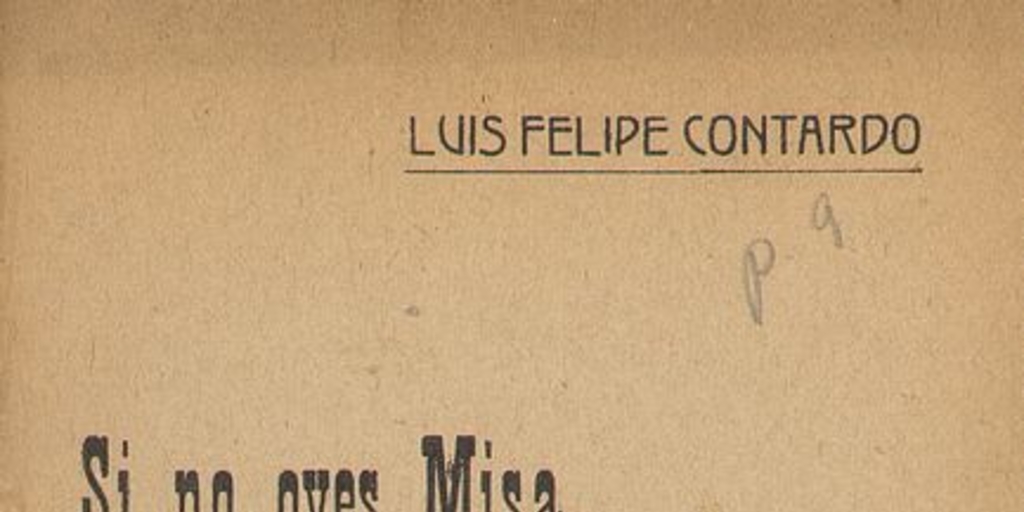 LUIS FELIPE CONTARDO
p. 9
Si no oyes Misa